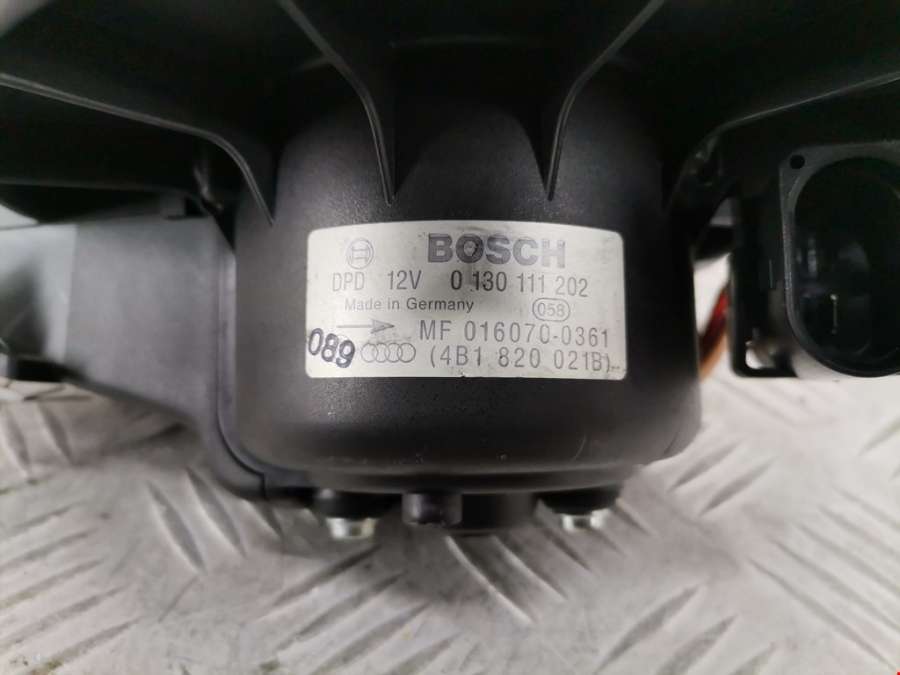 BOSCH
DPD 12V 0 130 111 202
Made in Germany 058
MF 016070-0361
089 (4B1 820 021B)